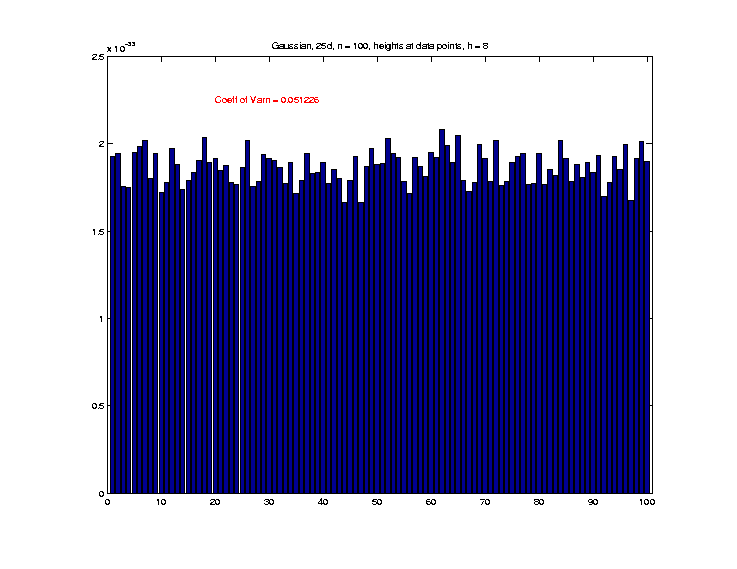 x 10^-33
Gaussian, 25d, n = 100, heights at data points, h = 8
2.5
Coeff of Varn = 0.051226
2
1.5
1
0.5
0
0 10 20 30 40 50 60 70 80 90 100